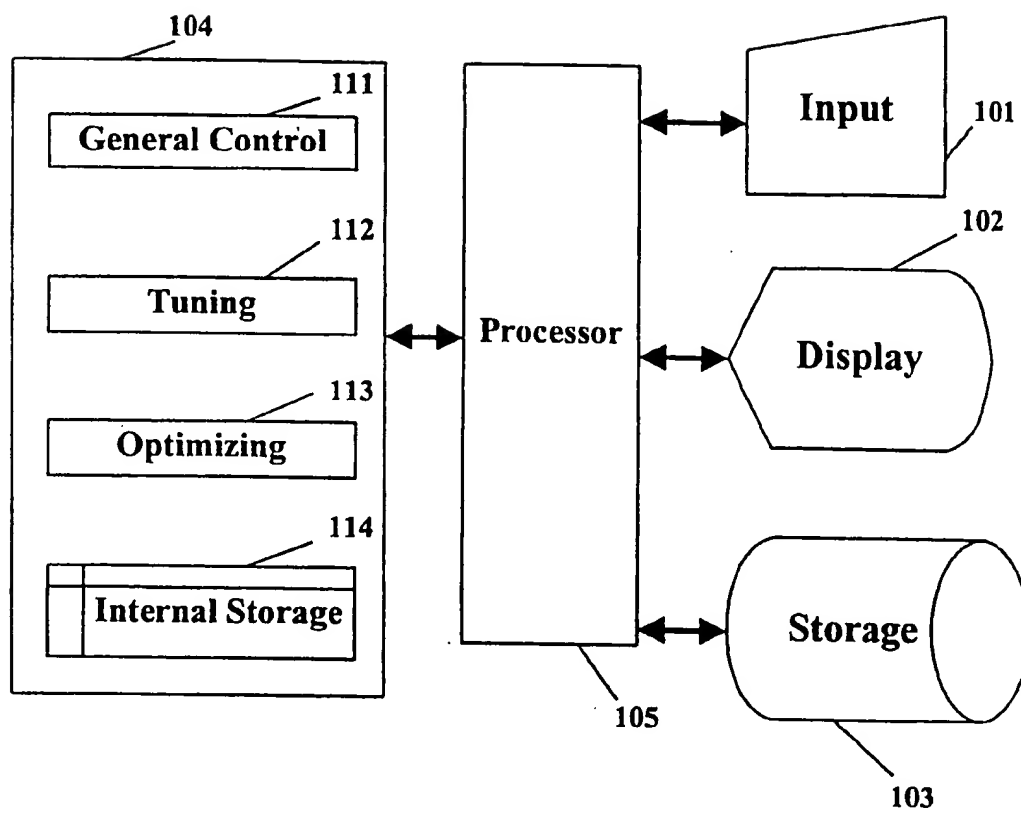 104
111
General Control
112
Tuning
113
Optimizing
114
Internal Storage
Processor
105
Input
101
102
Display
Storage
103